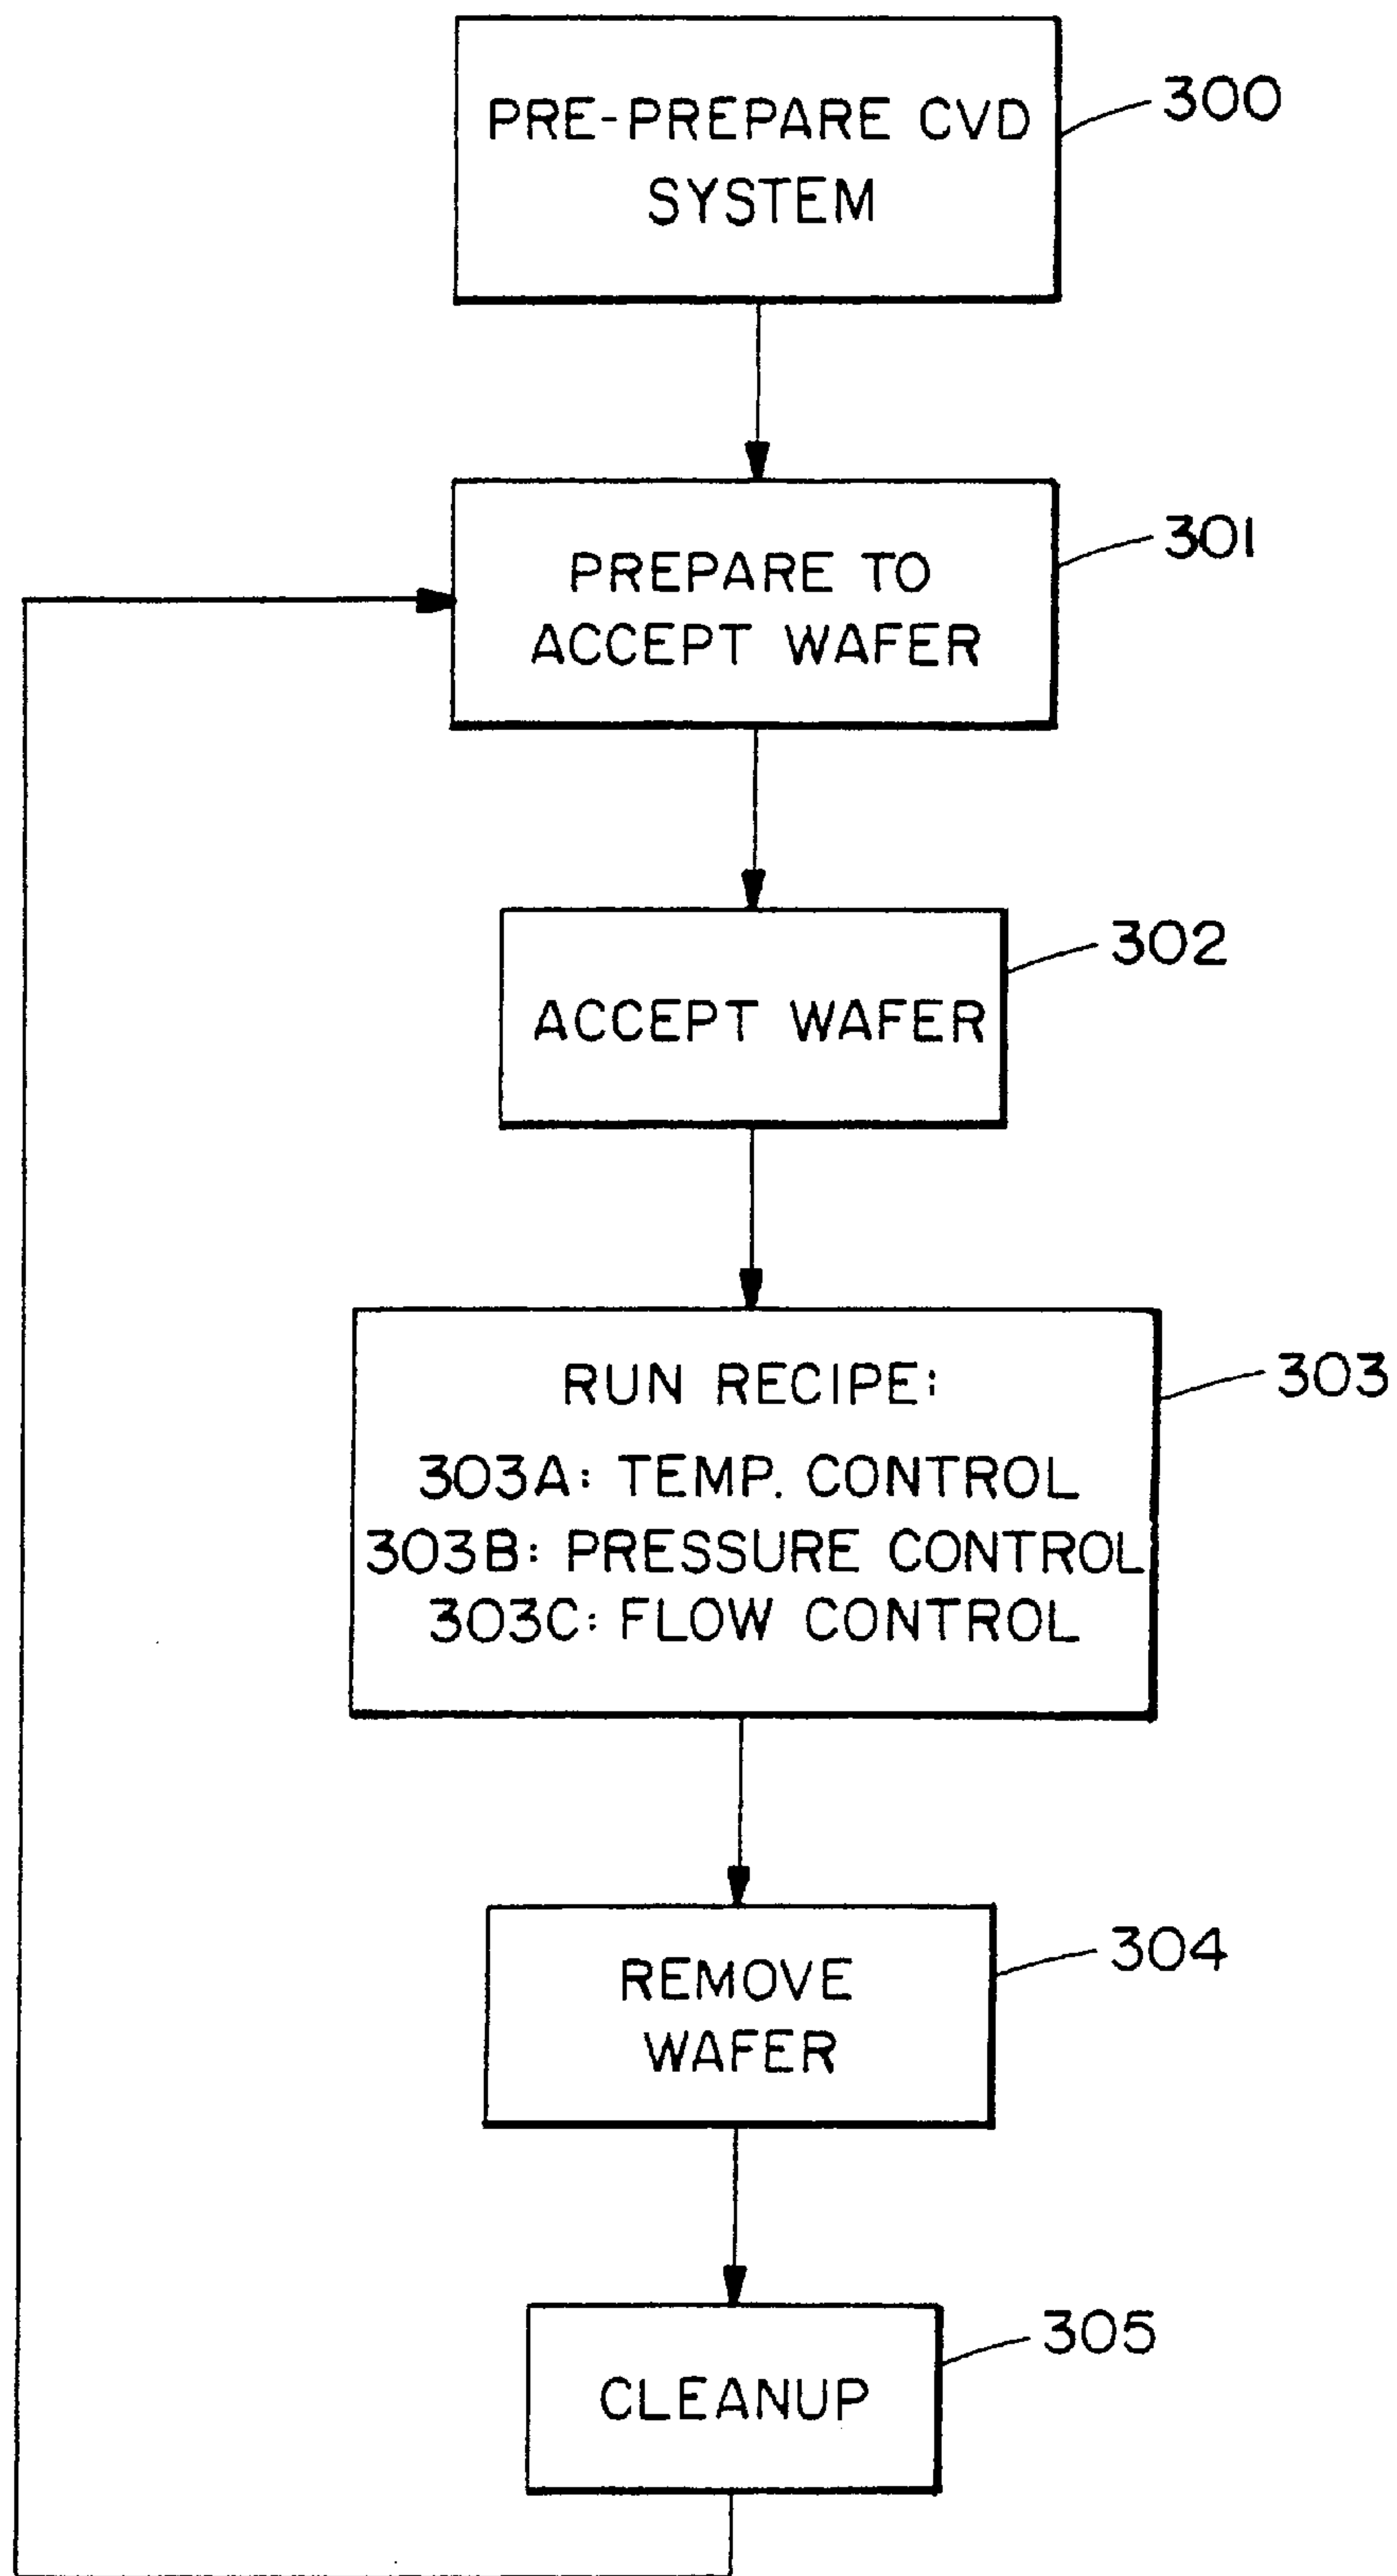 PRE-PREPARE CVD
SYSTEM
300
PREPARE TO
ACCEPT WAFER
301
ACCEPT WAFER
302
RUN RECIPE:
303A: TEMP. CONTROL
303B: PRESSURE CONTROL
303C: FLOW CONTROL
303
REMOVE
WAFER
304
CLEANUP
305